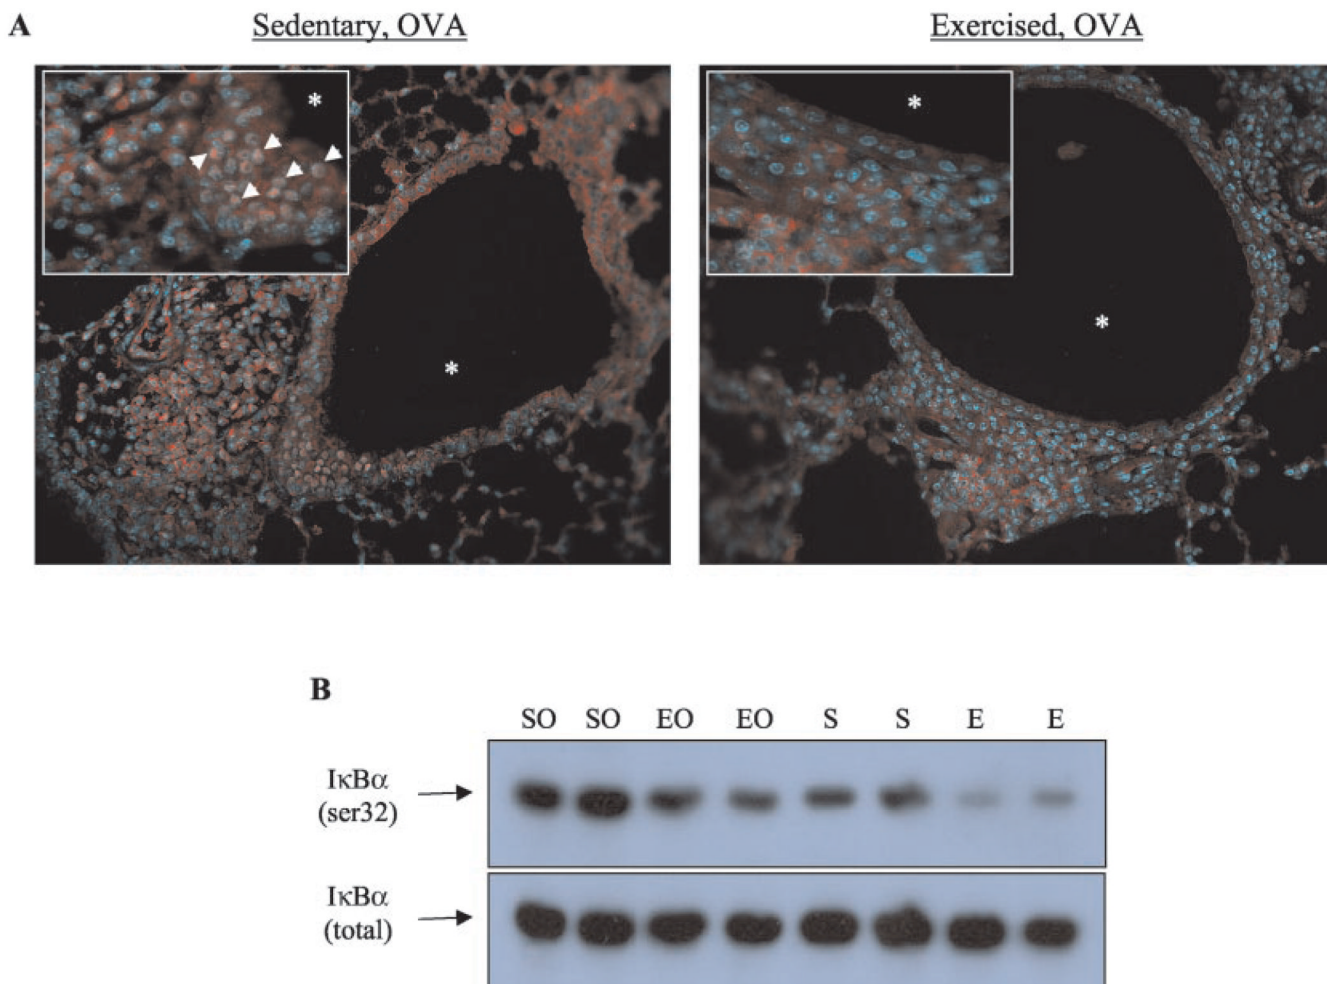 A
Sedentary, OVA
Exercised, OVA
*
*
*
*
B
SO SO EO EO S S E E
IκBα
(ser32)
IκBα
(total)